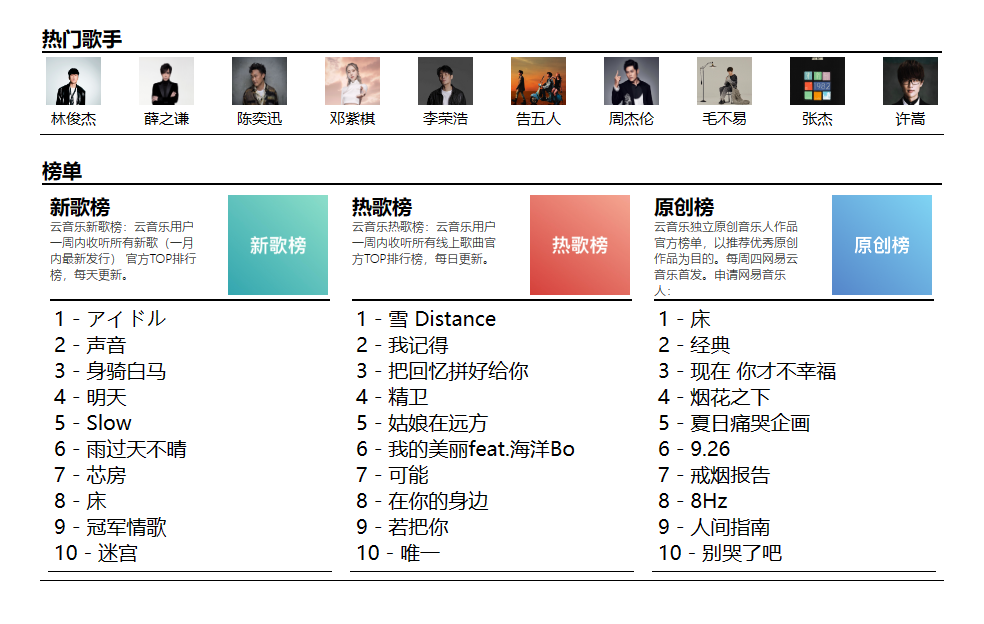 热门歌手
林俊杰 薛之谦 陈奕迅 邓紫棋 李荣浩 告五人 周杰伦 毛不易 张杰 许嵩
榜单
新歌榜
云音乐新歌榜：云音乐用户
一周内收听所有新歌（一月
内最新发行） 官方TOP排行
榜，每天更新。
新歌榜
1 - アイドル
2 - 声音
3 - 身骑白马
4 - 明天
5 - Slow
6 - 雨过天不晴
7 - 芯房
8 - 床
9 - 冠军情歌
10 - 迷宫
热歌榜
云音乐热歌榜：云音乐用户
一周内收听所有线上歌曲官
方TOP排行榜，每日更新。
热歌榜
1 - 雪 Distance
2 - 我记得
3 - 把回忆拼好给你
4 - 精卫
5 - 姑娘在远方
6 - 我的美丽feat.海洋Bo
7 - 可能
8 - 在你的身边
9 - 若把你
10 - 唯一
原创榜
云音乐独立原创音乐人作品
官方榜单，以推荐优秀原创
作品为目的。每周四网易云
音乐首发。申请网易音乐
人：
原创榜
1 - 床
2 - 经典
3 - 现在 你才不幸福
4 - 烟花之下
5 - 夏日痛哭企画
6 - 9.26
7 - 戒烟报告
8 - 8Hz
9 - 人间指南
10 - 别哭了吧